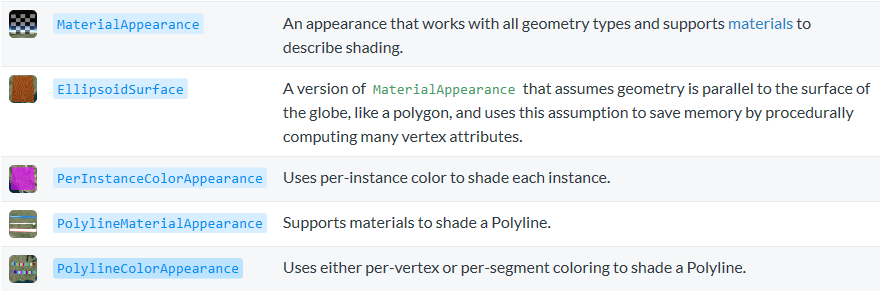 MaterialAppearance An appearance that works with all geometry types and supports materials to
describe shading.
EllipsoidSurface A version of MaterialAppearance that assumes geometry is parallel to the surface of
the globe, like a polygon, and uses this assumption to save memory by procedurally
computing many vertex attributes.
PerInstanceColorAppearance Uses per-instance color to shade each instance.
PolylineMaterialAppearance Supports materials to shade a Polyline.
PolylineColorAppearance Uses either per-vertex or per-segment coloring to shade a Polyline.